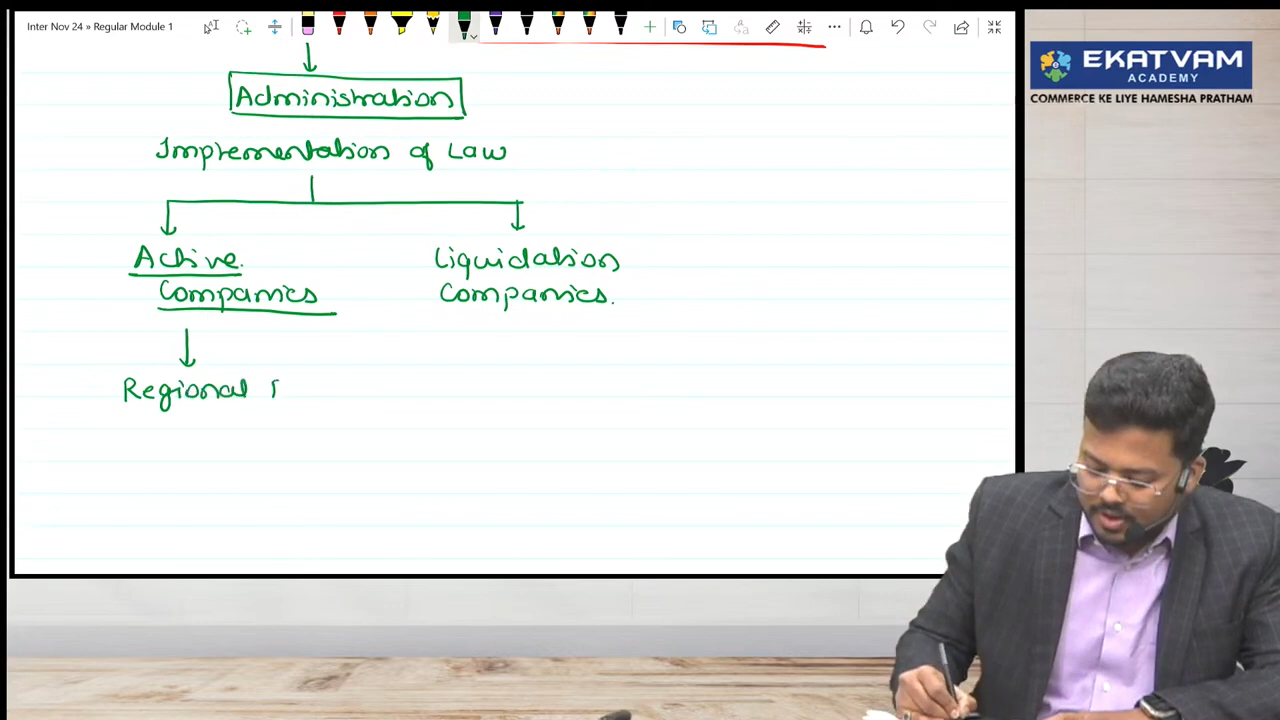 Inter Nov 24 » Regular Module 1
EKATVAM
ACADEMY
COMMERCE KE LIYE HAMESHA PRATHAM
Administration
Implementation of Law
Active
Companies
Liquidation
Companies.
Regional